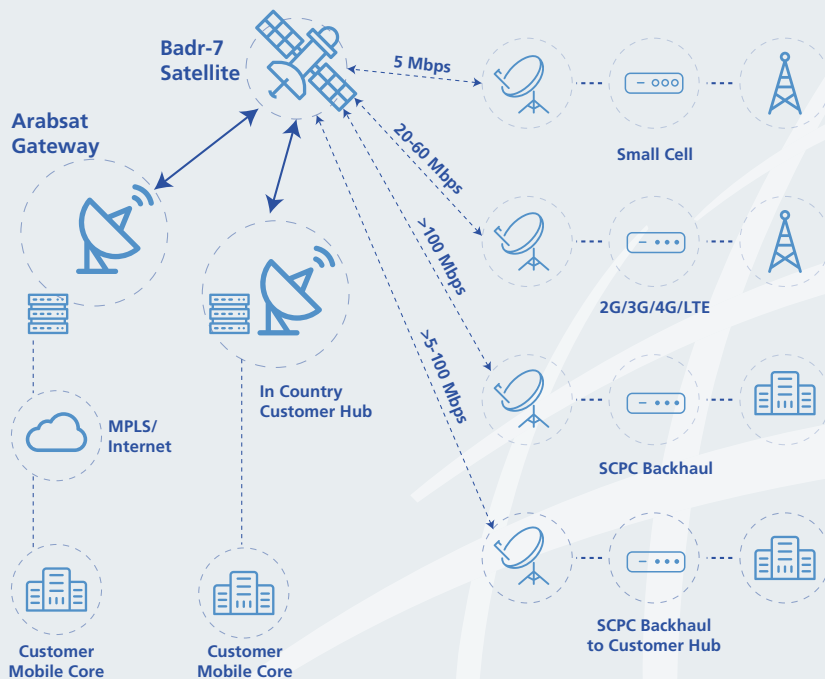 Badr-7
Satellite
Arabsat
Gateway
5 Mbps
20-60 Mbps
>100 Mbps
>5-100 Mbps
Small Cell
2G/3G/4G/LTE
In Country
Customer Hub
MPLS/
Internet
SCPC Backhaul
SCPC Backhaul
to Customer Hub
Customer
Mobile Core
Customer
Mobile Core